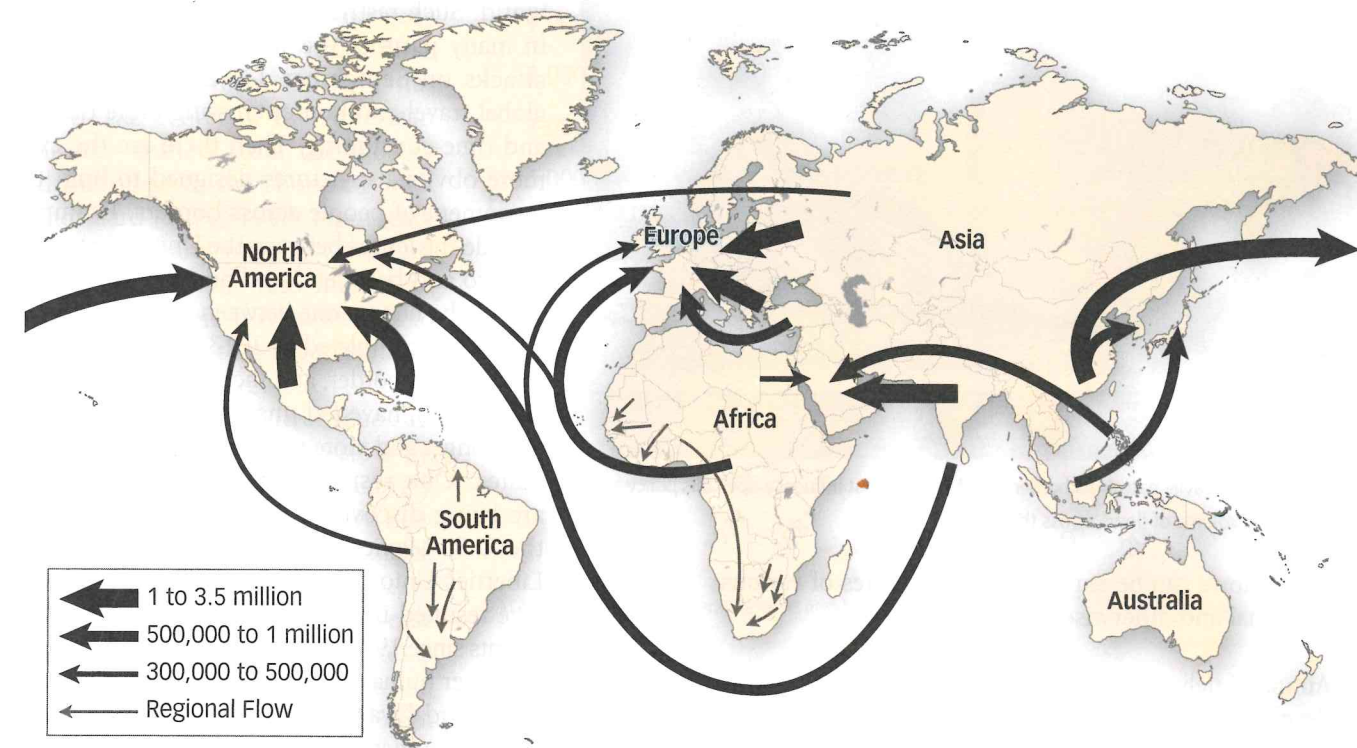 North
America
Europe
Asia
Africa
South
America
Australia
1 to 3.5 million
500,000 to 1 million
300,000 to 500,000
Regional Flow